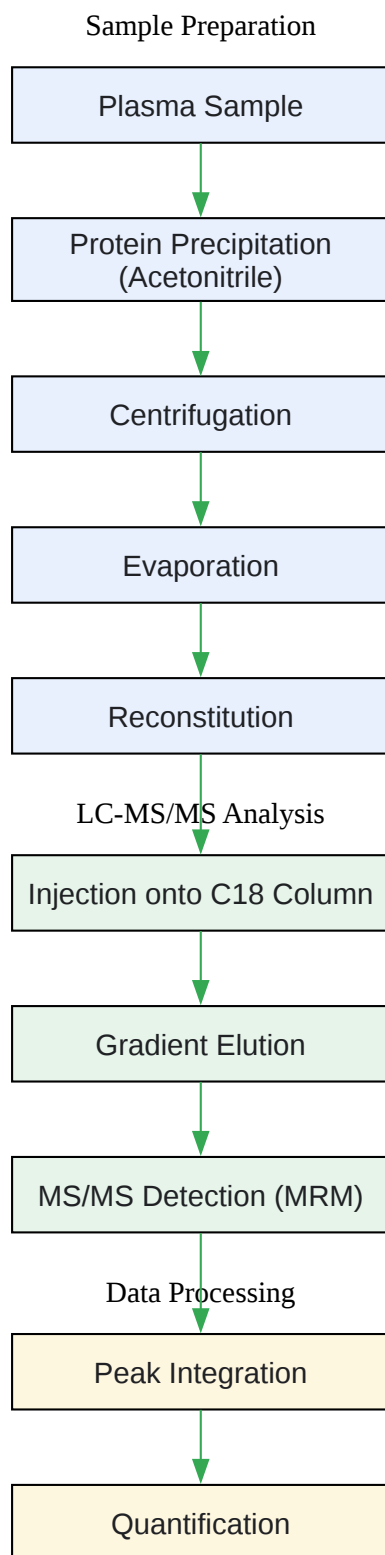 Sample Preparation
Plasma Sample
Protein Precipitation
(Acetonitrile)
Centrifugation
Evaporation
Reconstitution
LC-MS/MS Analysis
Injection onto C18 Column
Gradient Elution
MS/MS Detection (MRM)
Data Processing
Peak Integration
Quantification